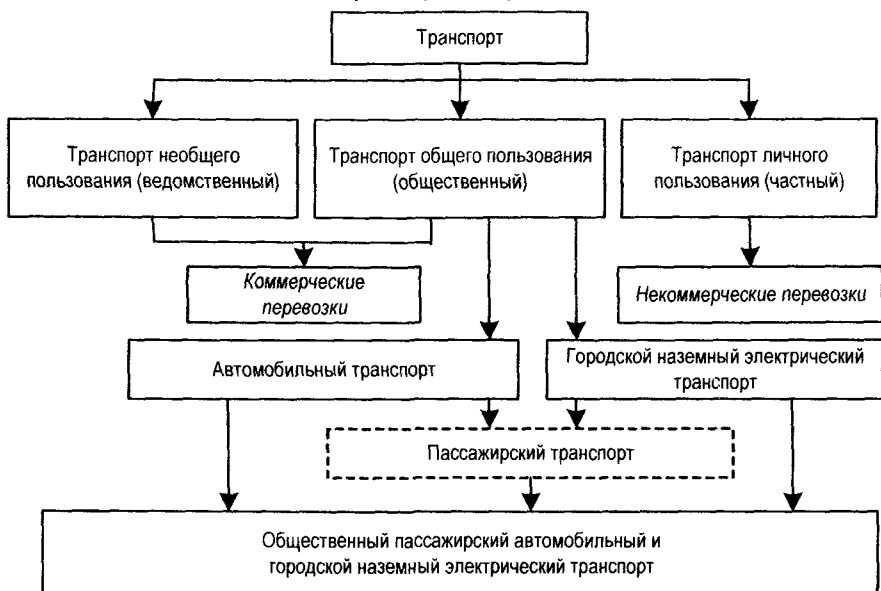 Транспорт
Транспорт необщего
пользования (ведомственный)
Транспорт общего пользования
(общественный)
Транспорт личного
пользования (частный)
Коммерческие
перевозки
Некоммерческие перевозки
Автомобильный транспорт
Городской наземный электрический
транспорт
Пассажирский транспорт
Общественный пассажирский автомобильный и
городской наземный электрический транспорт